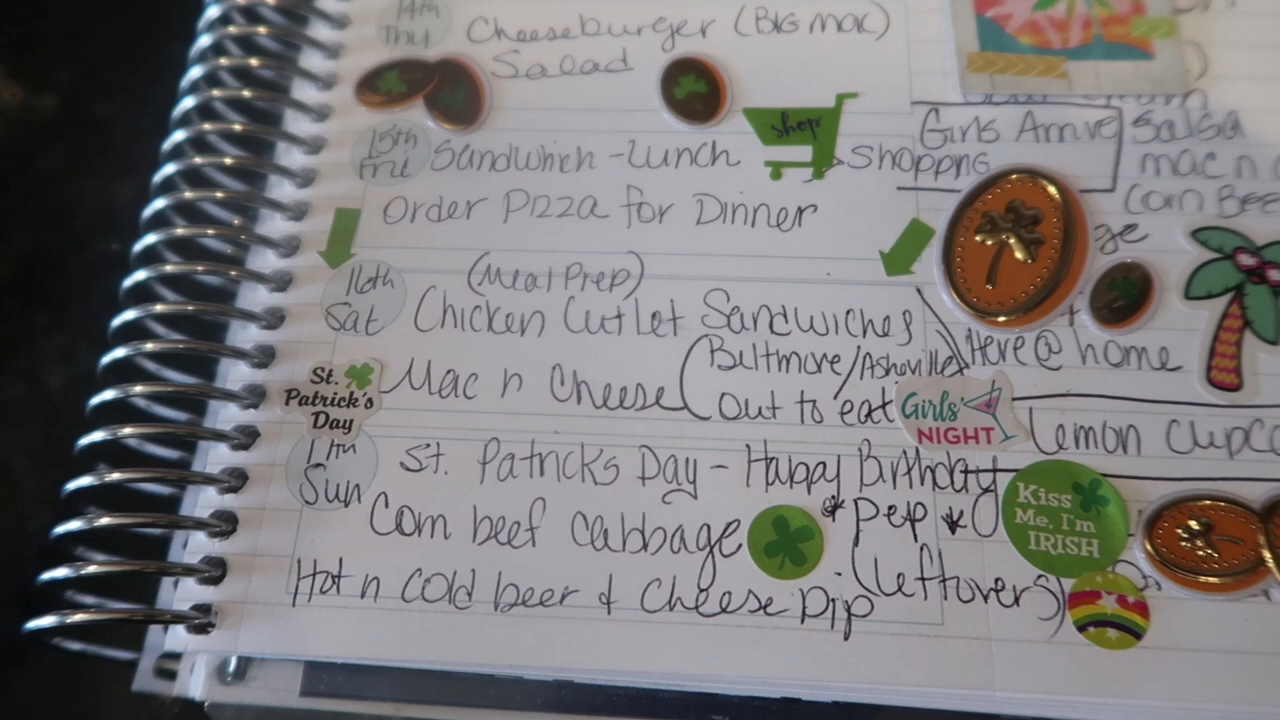 14th
Thu
Cheeseburger (BIG MAC)
Salad
15th
Fri
Sandwhich - Lunch
shop
Shopping
Girls Arrive
Salsa
mac n
Corn Bee
Order Pizza for Dinner
ge
(Meal Prep)
16th
Sat
Chicken Cutlet Sandwiches
Here @ home
Mac n Cheese
(Biltmore/Asheville)
out to eat
Girls'
NIGHT
Lemon Cupc
St.
Patrick's
Day
17th
Sun
St. Patricks Day - Happy Birthday
Corn beef cabbage
* Pep *
Kiss
Me, I'm
IRISH
Hot n cold beer & Cheese Dip
(leftovers)